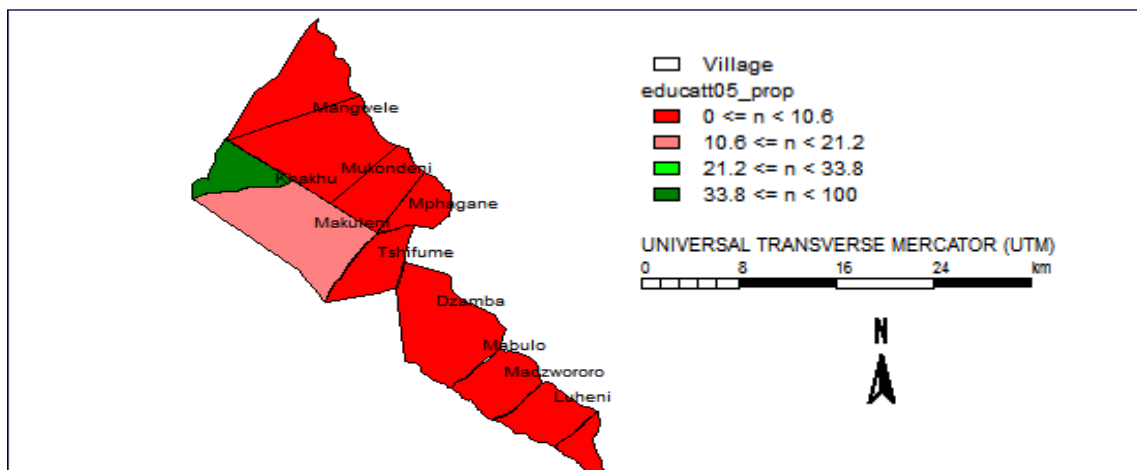 Mangwele
Khakhu
Mukondeni
Mphagane
Makuleni
Tshifume
Dzamba
Mabulo
Madzwororo
Luheni
Village
educatt05_prop
0 <= n < 10.6
10.6 <= n < 21.2
21.2 <= n < 33.8
33.8 <= n < 100
UNIVERSAL TRANSVERSE MERCATOR (UTM)
0 8 16 24 km
N